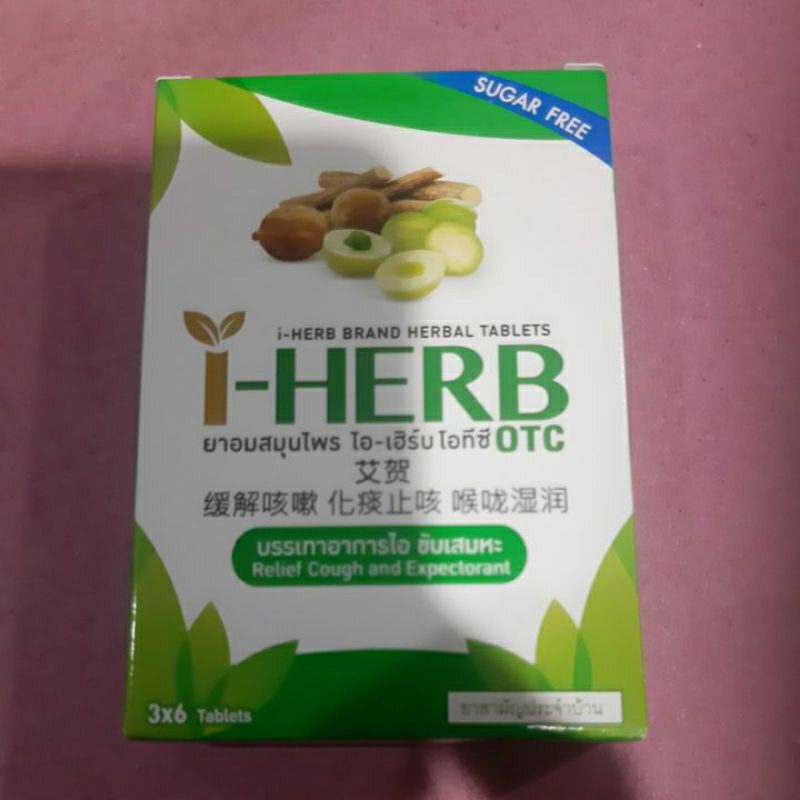 SUGAR FREE
i-HERB BRAND HERBAL TABLETS
i-HERB
ยาอมสมุนไพร ไอ-เฮิร์บ โอทีซี OTC
艾贺
缓解咳嗽 化痰止咳 喉咙湿润
บรรเทาอาการไอ ขับเสมหะ
Relief Cough and Expectorant
3x6 Tablets
ยาสามัญประจำบ้าน